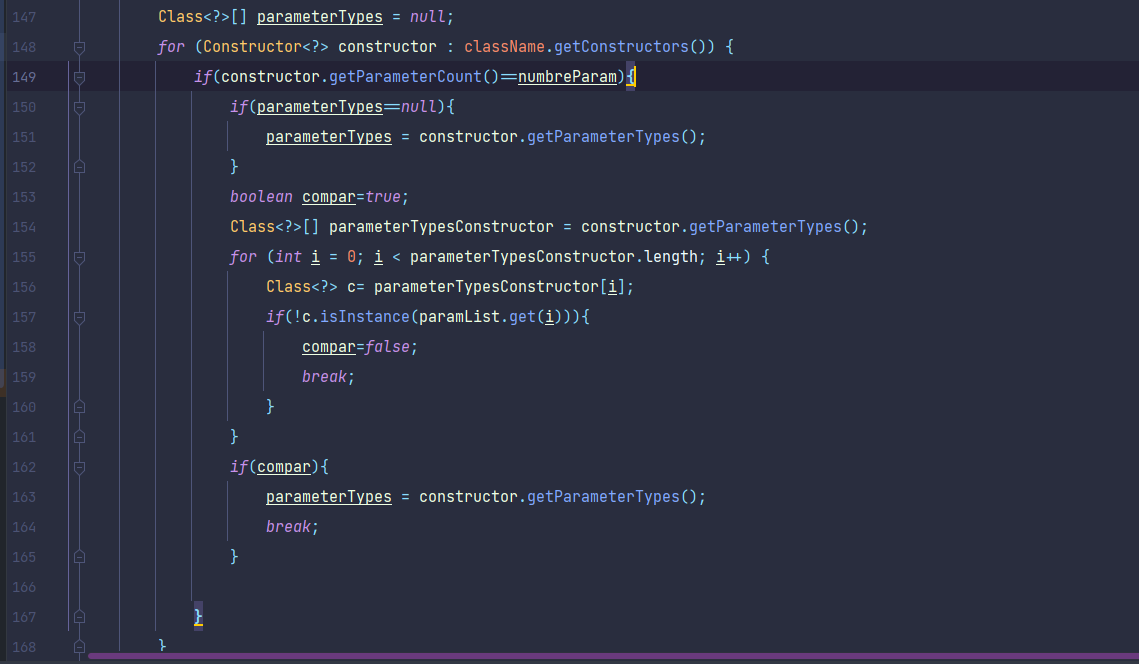 147 Class<?>[] parameterTypes = null;
148 for (Constructor<?> constructor : className.getConstructors()) {
149 if(constructor.getParameterCount()==numbreParam){
150 if(parameterTypes==null){
151 parameterTypes = constructor.getParameterTypes();
152 }
153 boolean compar=true;
154 Class<?>[] parameterTypesConstructor = constructor.getParameterTypes();
155 for (int i = 0; i < parameterTypesConstructor.length; i++) {
156 Class<?> c= parameterTypesConstructor[i];
157 if(!c.isInstance(paramList.get(i))){
158 compar=false;
159 break;
160 }
161 }
162 if(compar){
163 parameterTypes = constructor.getParameterTypes();
164 break;
165 }
166
167 }
168 }